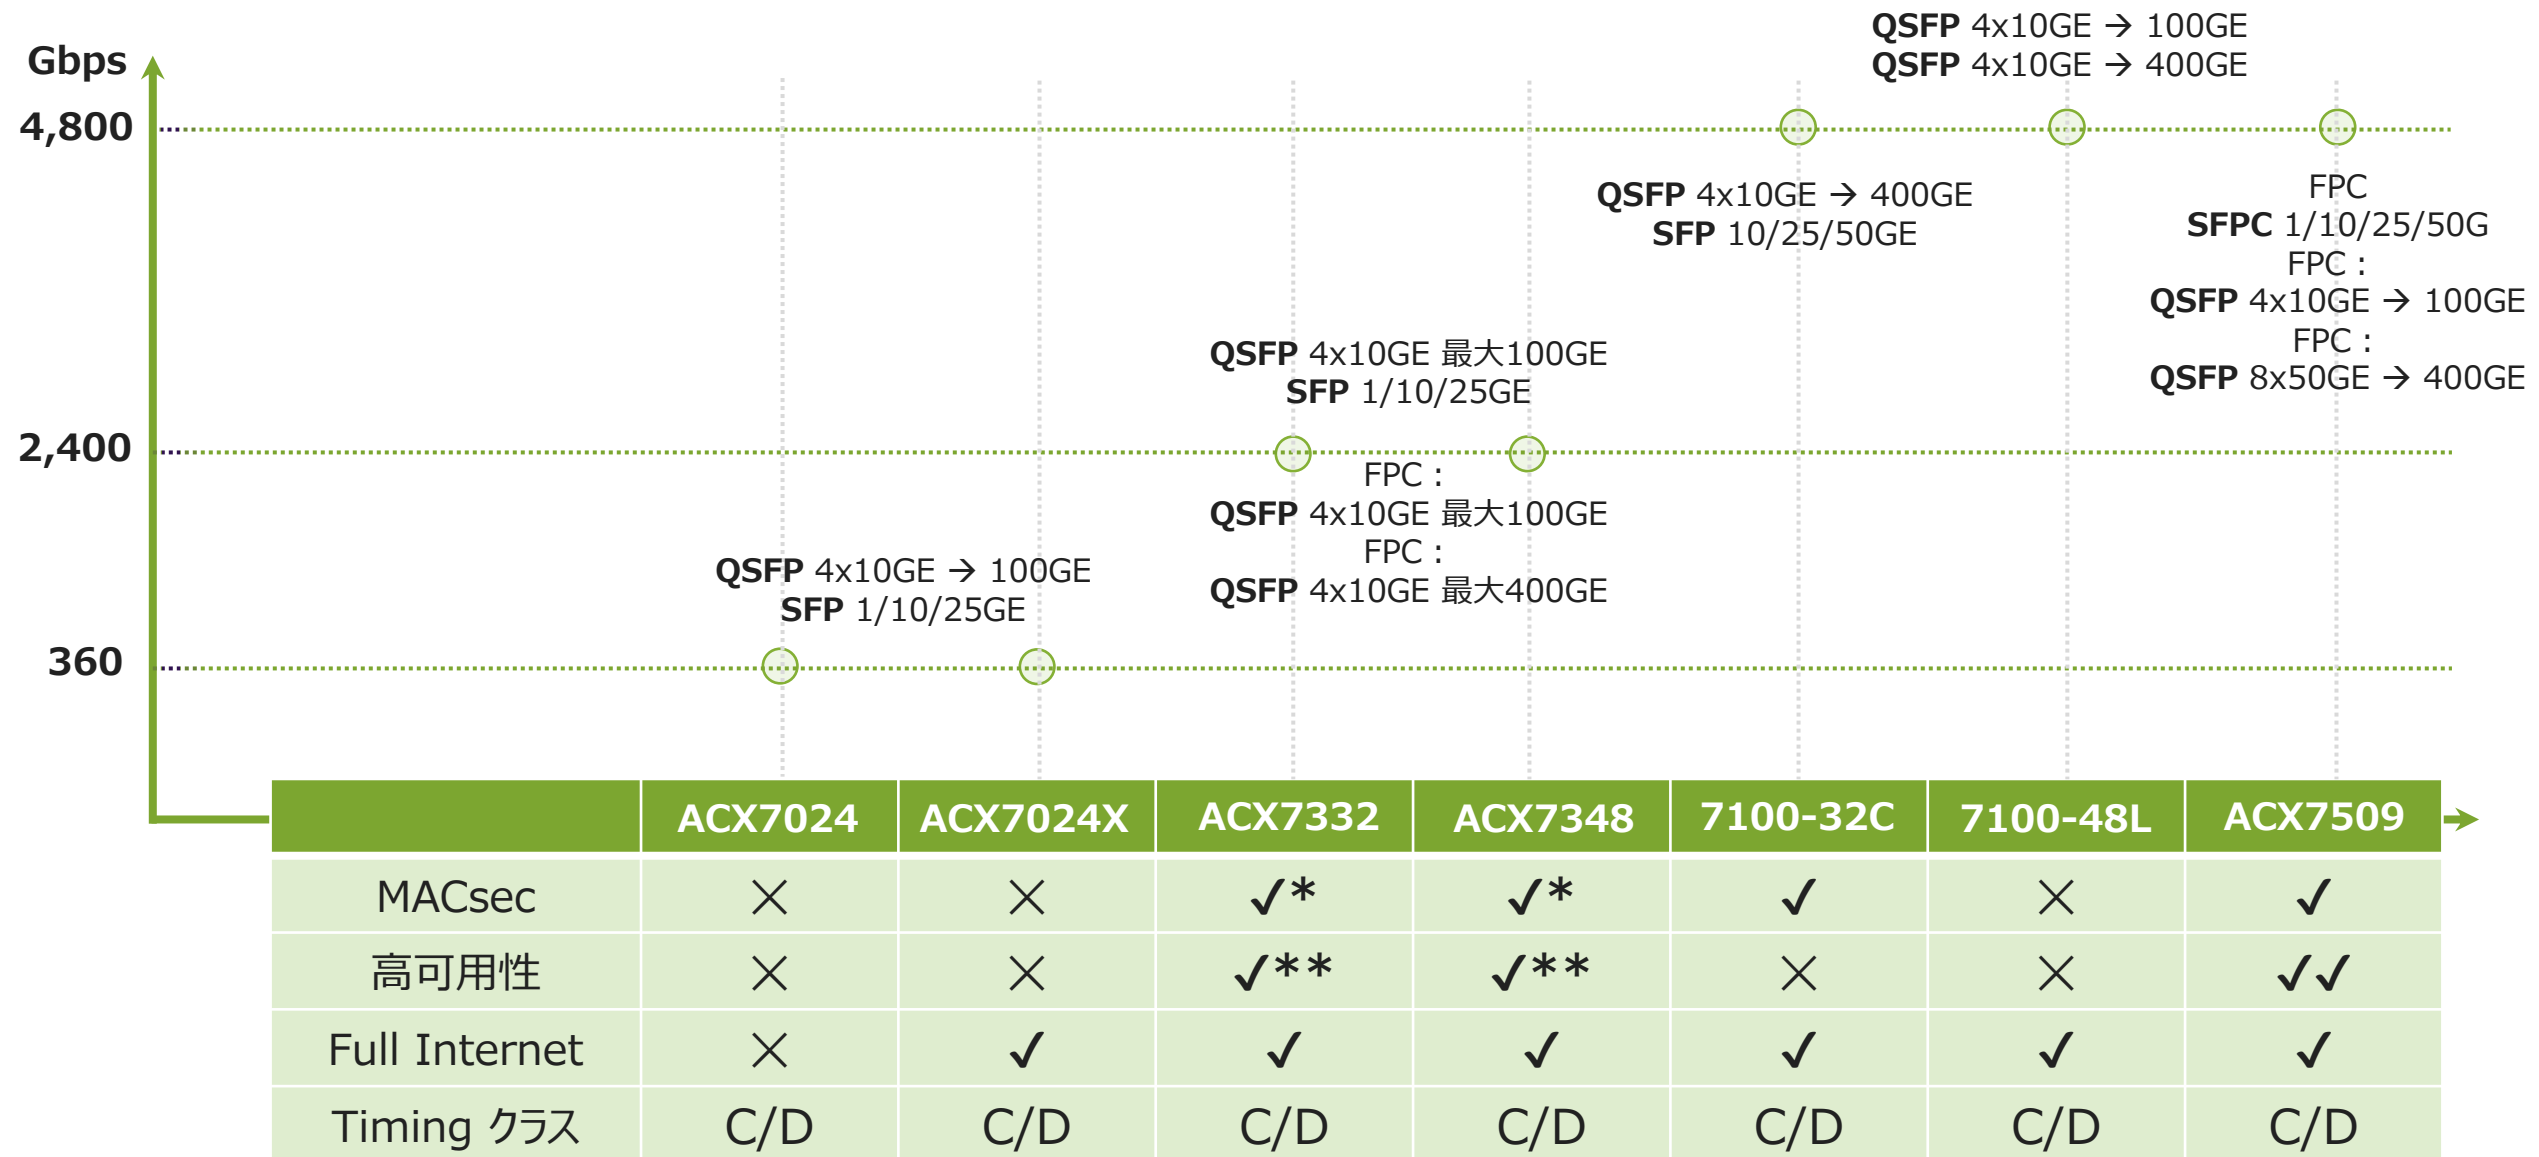 QSFP 4x10GE → 100GE
QSFP 4x10GE → 400GE
Gbps
4,800
QSFP 4x10GE → 400GE
SFP 10/25/50GE
FPC
SFPC 1/10/25/50G
FPC :
QSFP 4x10GE → 100GE
FPC :
QSFP 8x50GE → 400GE
QSFP 4x10GE 最大100GE
SFP 1/10/25GE
2,400
FPC :
QSFP 4x10GE 最大100GE
FPC :
QSFP 4x10GE 最大400GE
QSFP 4x10GE → 100GE
SFP 1/10/25GE
360
ACX7024 ACX7024X ACX7332 ACX7348 7100-32C 7100-48L ACX7509
MACsec × × ✓* ✓* ✓ × ✓
高可用性 × × ✓** ✓** × × ✓✓
Full Internet × ✓ ✓ ✓ ✓ ✓ ✓
Timing クラス C/D C/D C/D C/D C/D C/D C/D